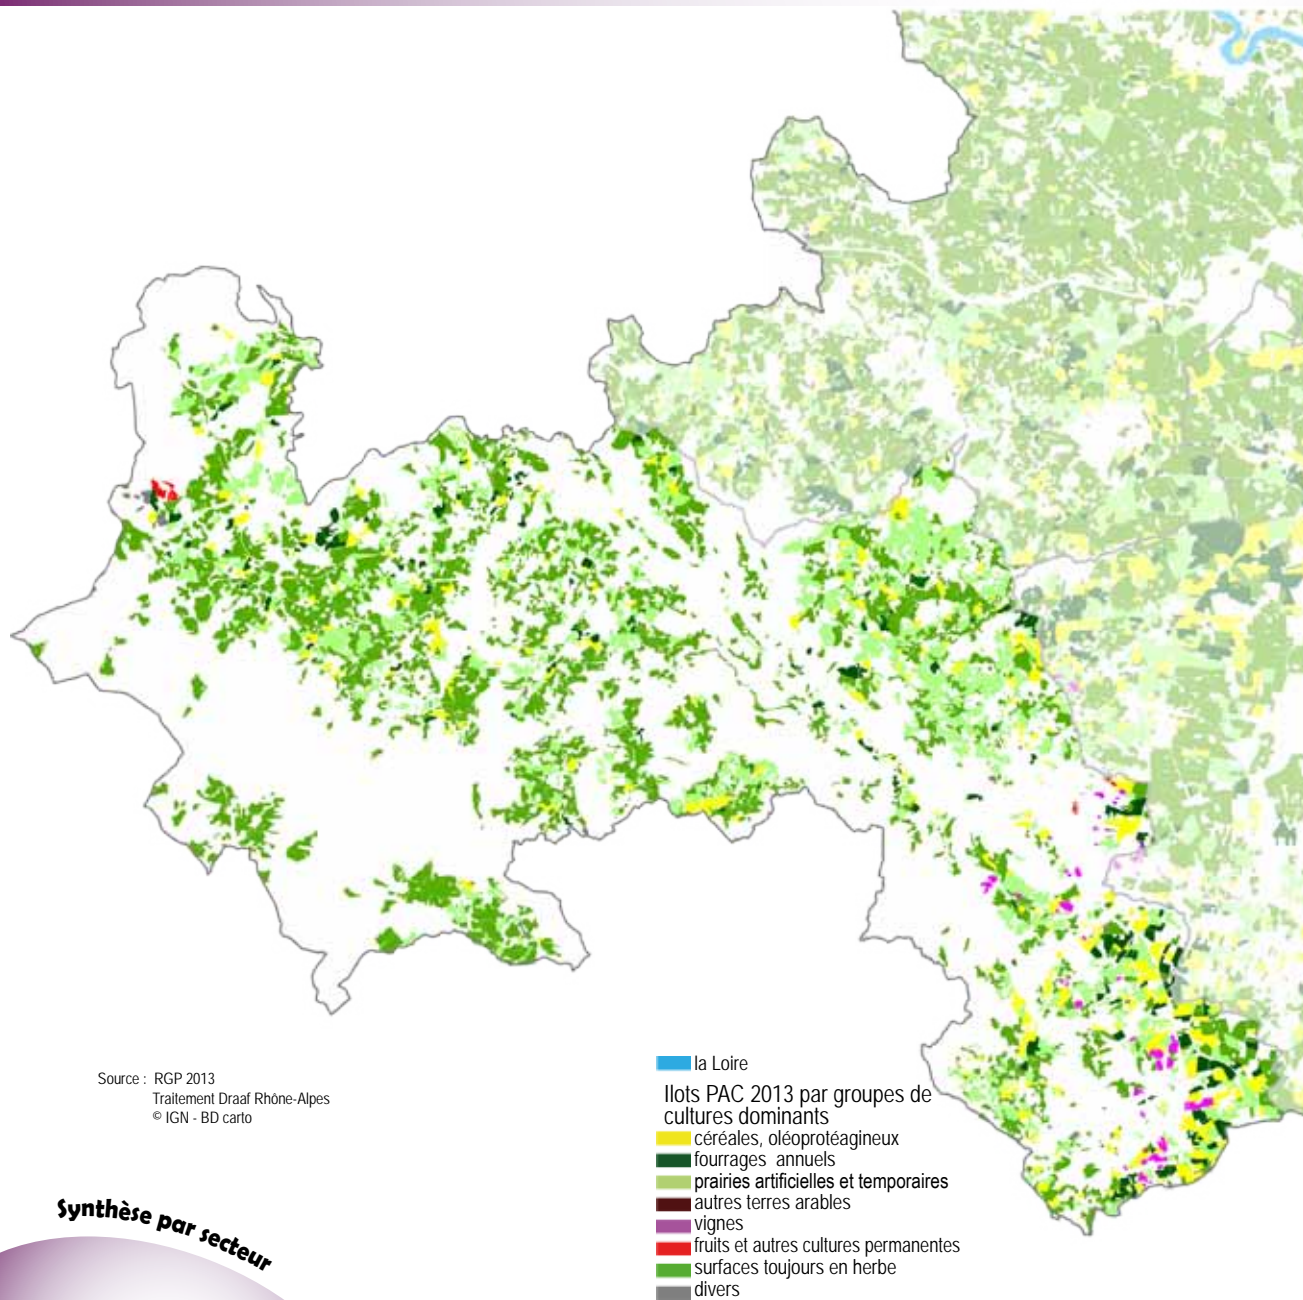 Source : RGP 2013
Traitement Draaf Rhône-Alpes
© IGN - BD carto
la Loire
Ilots PAC 2013 par groupes de
cultures dominants
céréales, oléoprotéagineux
fourrages annuels
prairies artificielles et temporaires
autres terres arables
vignes
fruits et autres cultures permanentes
surfaces toujours en herbe
divers
Synthèse par secteur